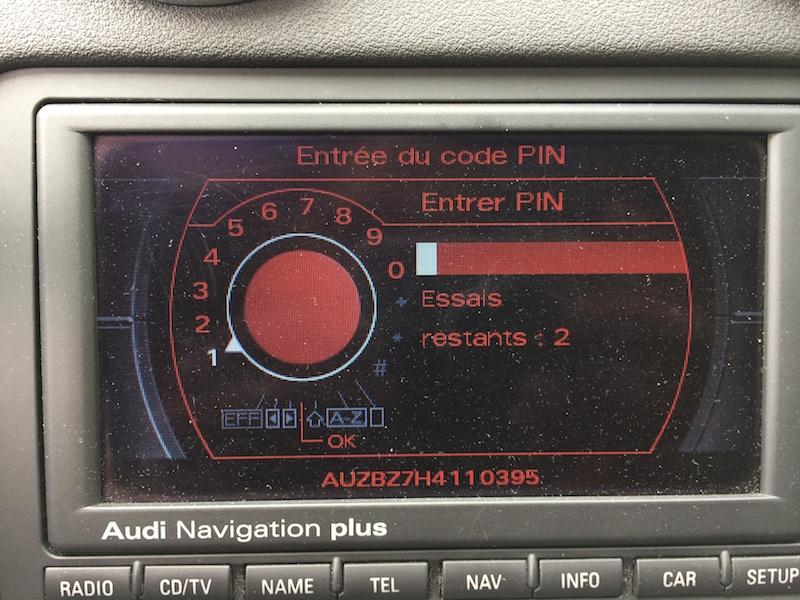 Entrée du code PIN
Entrer PIN
1 2 3 4 5 6 7 8 9 0 + * #
Essais
restants : 2
EFF A-Z
OK
AUZBZ7H4110395
Audi Navigation plus
RADIO CD/TV NAME TEL NAV INFO CAR SETUP